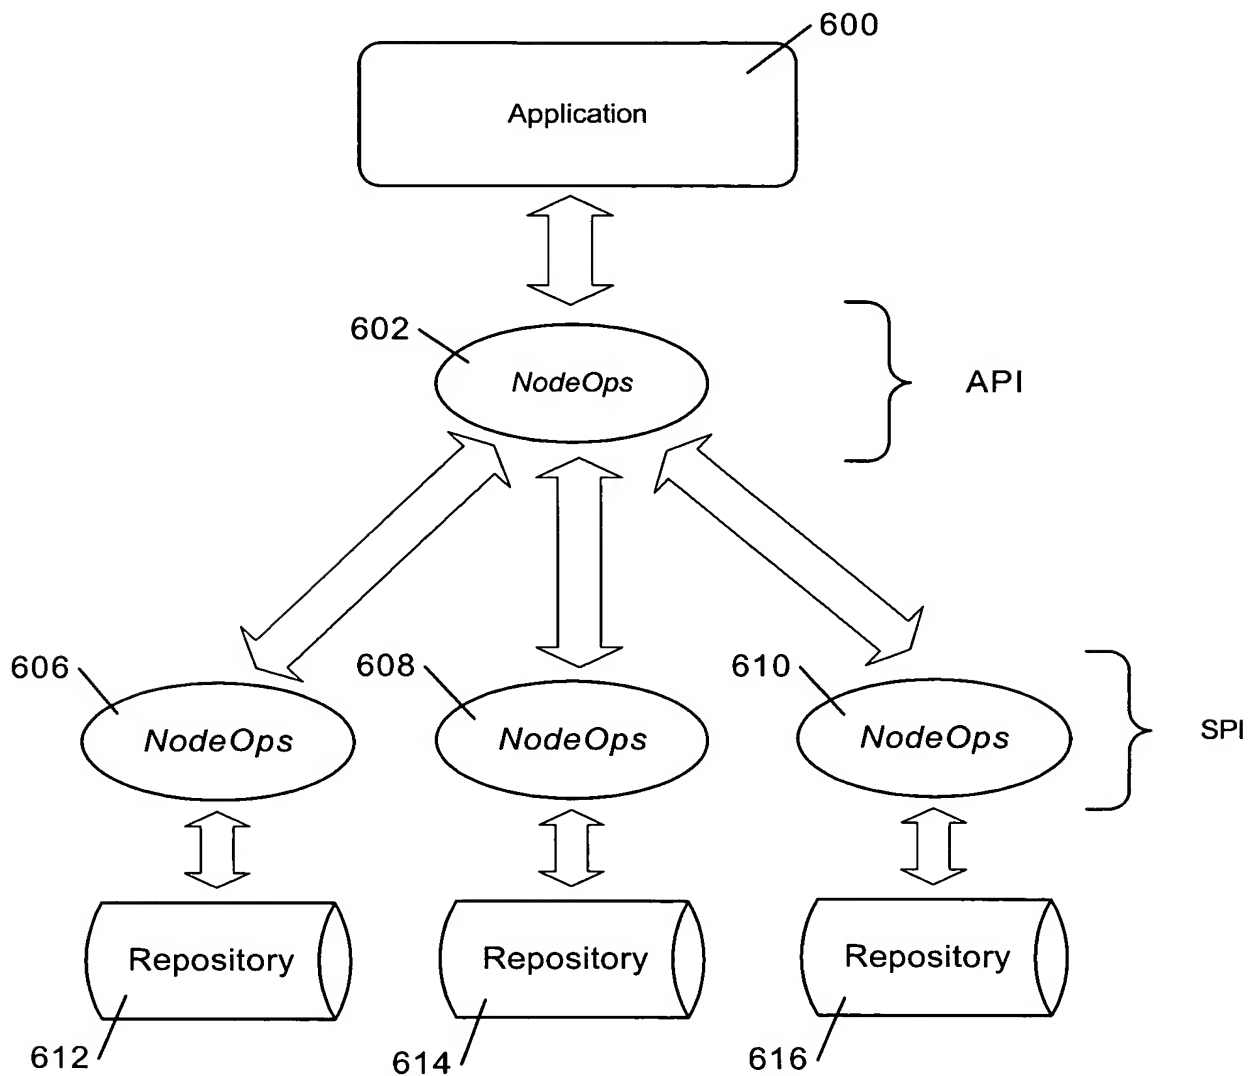 600
Application
602
NodeOps
API
606
608
610
NodeOps
NodeOps
NodeOps
SPI
Repository
Repository
Repository
612
614
616